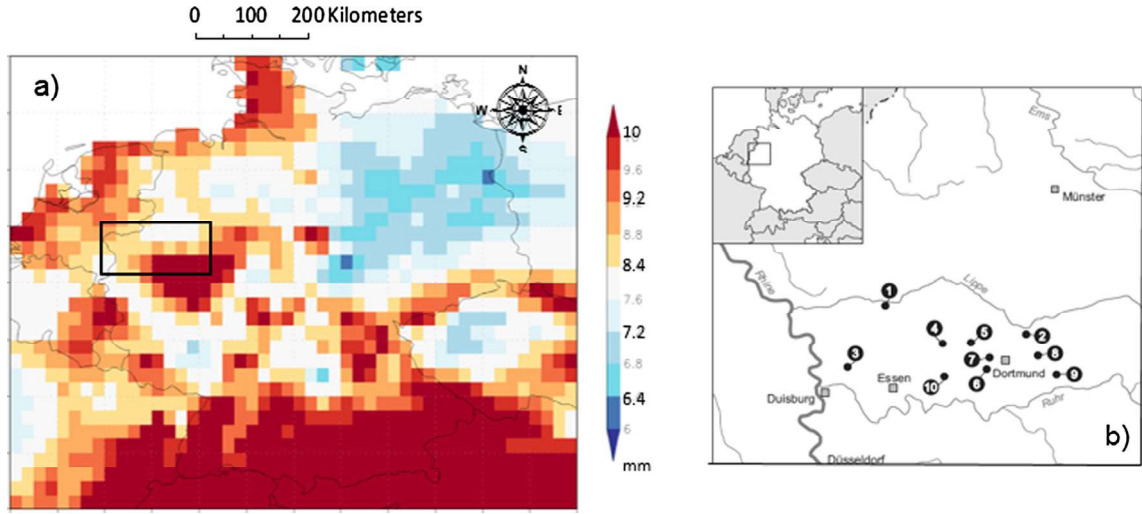 0 100 200 Kilometers
a)
N
W E
S
10
9.6
9.2
8.8
8.4
8
7.6
7.2
6.8
6.4
6
mm
Ems
Münster
Rhine
Lippe
1
2
3
4
5
6
7
8
9
10
Dortmund
Essen
Duisburg
Ruhr
Düsseldorf
b)